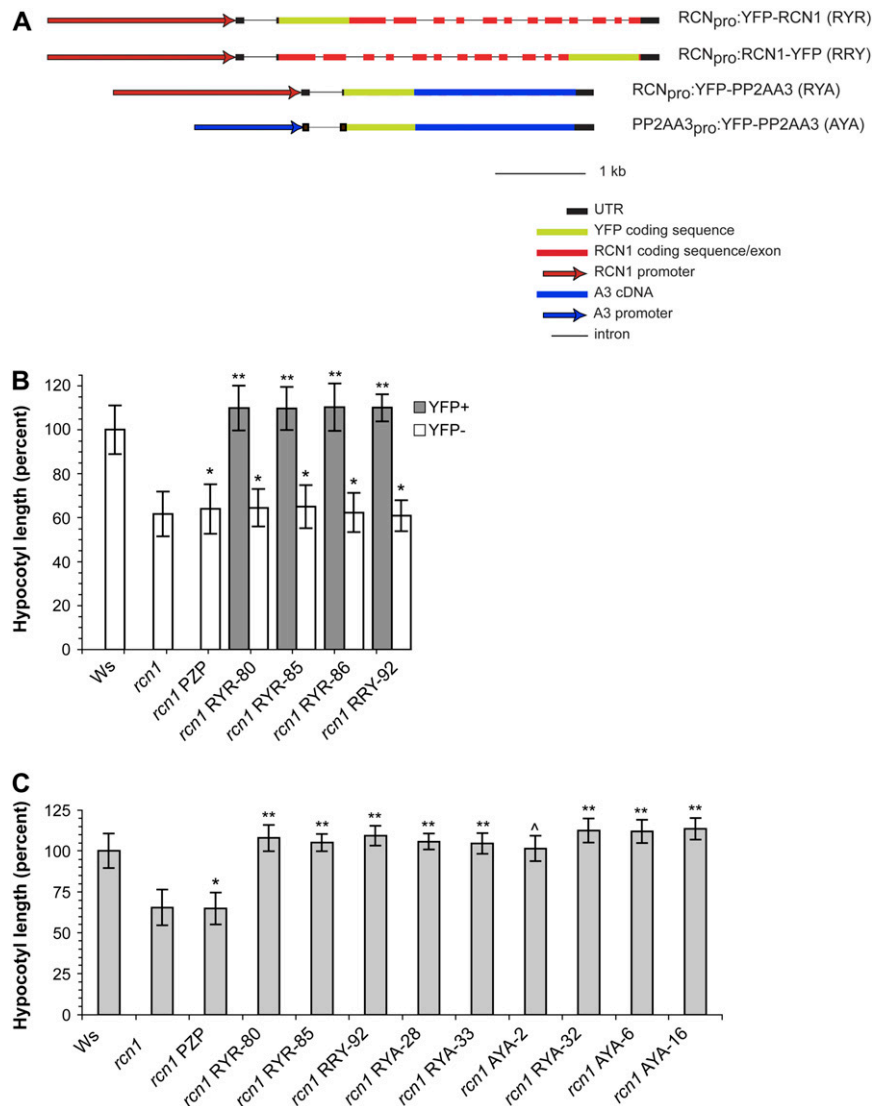 A
RCNpro:YFP-RCN1 (RYR)
RCNpro:RCN1-YFP (RRY)
RCNpro:YFP-PP2AA3 (RYA)
PP2AA3pro:YFP-PP2AA3 (AYA)
1 kb
UTR
YFP coding sequence
RCN1 coding sequence/exon
RCN1 promoter
A3 cDNA
A3 promoter
intron
B
Hypocotyl length (percent)
120
100
80
60
40
20
0
* ** * ** * ** * ** *
YFP+
YFP-
Ws
rcn1
rcn1 PZP
rcn1 RYR-80
rcn1 RYR-85
rcn1 RYR-86
rcn1 RRY-92
C
Hypocotyl length (percent)
125
100
75
50
25
0
* ** ** ** ** ** ^ ** ** **
Ws
rcn1
rcn1 PZP
rcn1 RYR-80
rcn1 RYR-85
rcn1 RRY-92
rcn1 RYA-28
rcn1 RYA-33
rcn1 AYA-2
rcn1 RYA-32
rcn1 AYA-6
rcn1 AYA-16